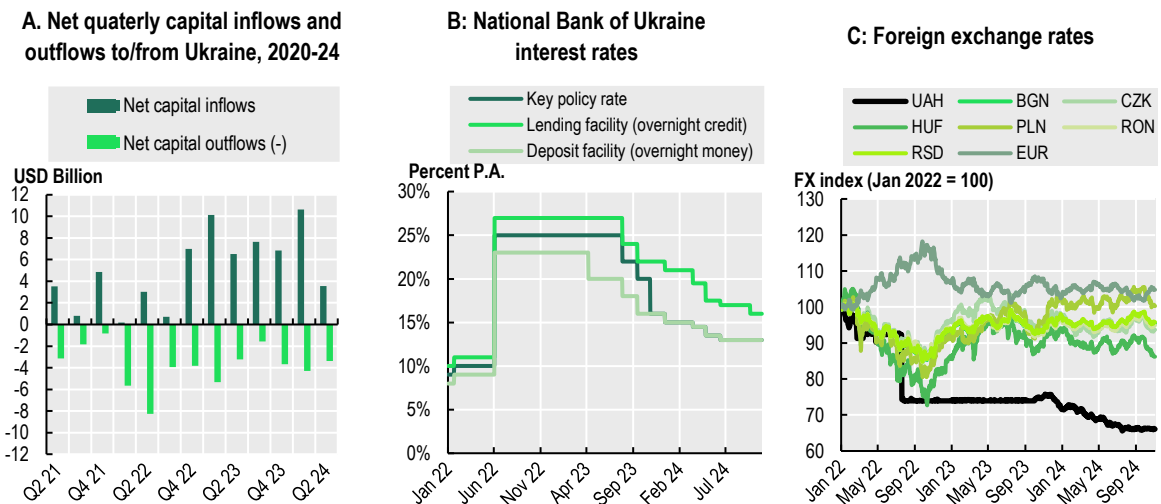 A. Net quaterly capital inflows and
outflows to/from Ukraine, 2020-24
Net capital inflows
Net capital outflows (-)
USD Billion
12
10
8
6
4
2
0
-2
-4
-6
-8
-10
-12
Q2 21
Q4 21
Q2 22
Q4 22
Q2 23
Q4 23
Q2 24
B: National Bank of Ukraine
interest rates
Key policy rate
Lending facility (overnight credit)
Deposit facility (overnight money)
Percent P.A.
30%
25%
20%
15%
10%
5%
0%
Jan 22
Jun 22
Nov 22
Apr 23
Sep 23
Feb 24
Jul 24
C: Foreign exchange rates
UAH BGN CZK
HUF PLN RON
RSD EUR
FX index (Jan 2022 = 100)
130
120
110
100
90
80
70
60
Jan 22
May 22
Sep 22
Jan 23
May 23
Sep 23
Jan 24
May 24
Sep 24